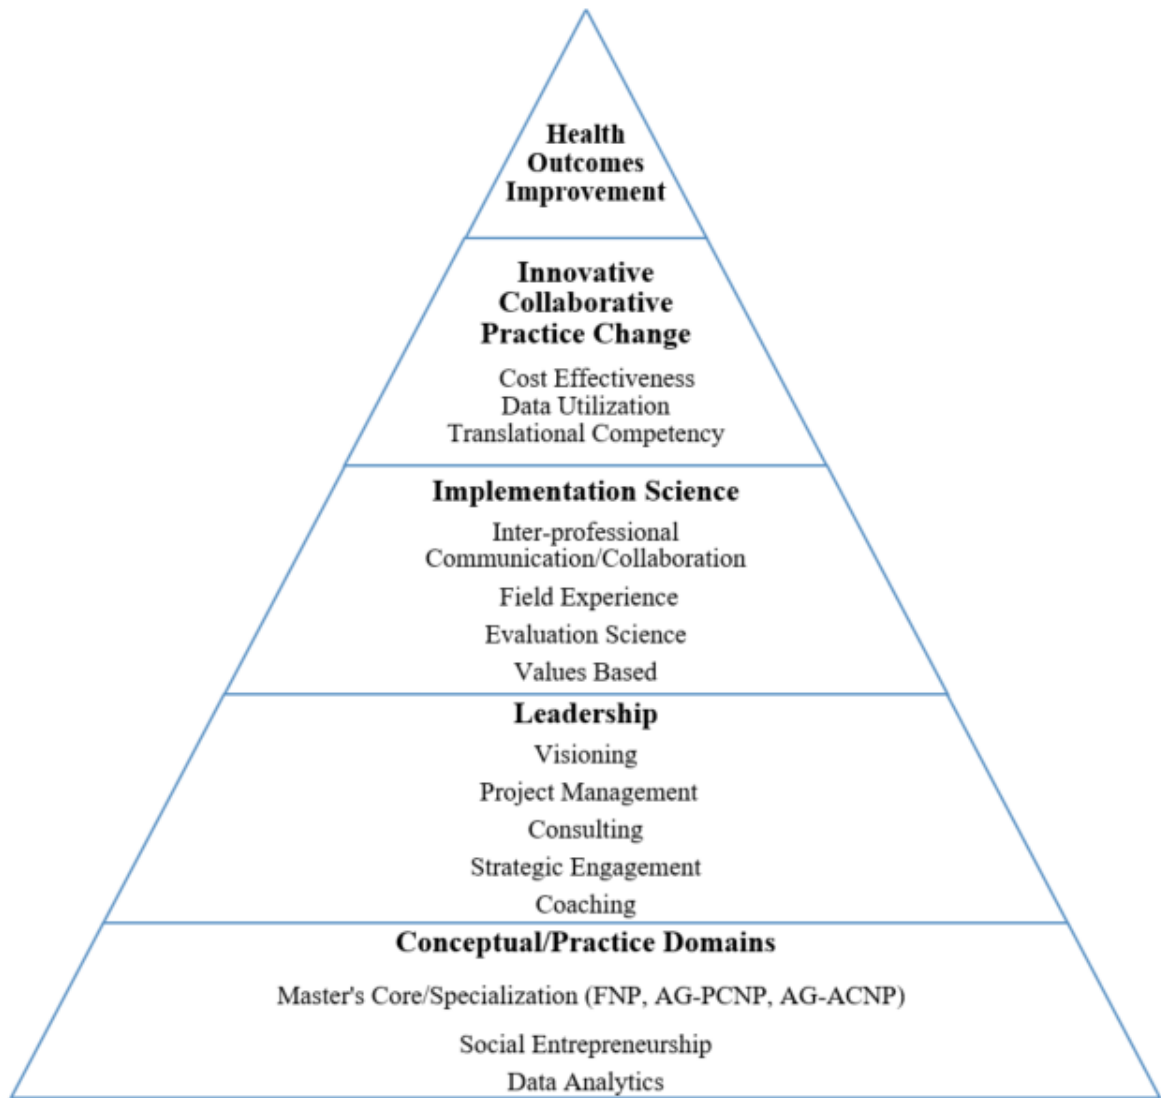 Health
Outcomes
Improvement
Innovative
Collaborative
Practice Change
Cost Effectiveness
Data Utilization
Translational Competency
Implementation Science
Inter-professional
Communication/Collaboration
Field Experience
Evaluation Science
Values Based
Leadership
Visioning
Project Management
Consulting
Strategic Engagement
Coaching
Conceptual/Practice Domains
Master's Core/Specialization (FNP, AG-PCNP, AG-ACNP)
Social Entrepreneurship
Data Analytics